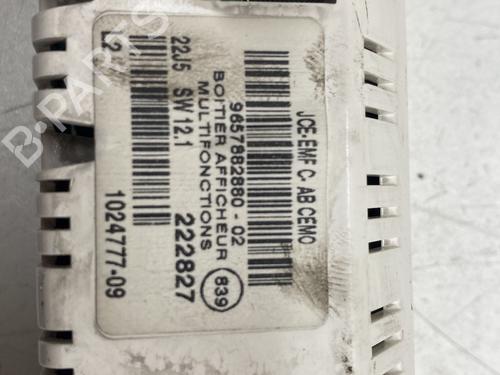 JCE-EMF C- AB CEMO
9657882880 - 02
BOITIER AFFICHEUR
MULTIFONCTIONS
839
222827
22J5 SW 12.1
L2
1024777-09
B-PARTS